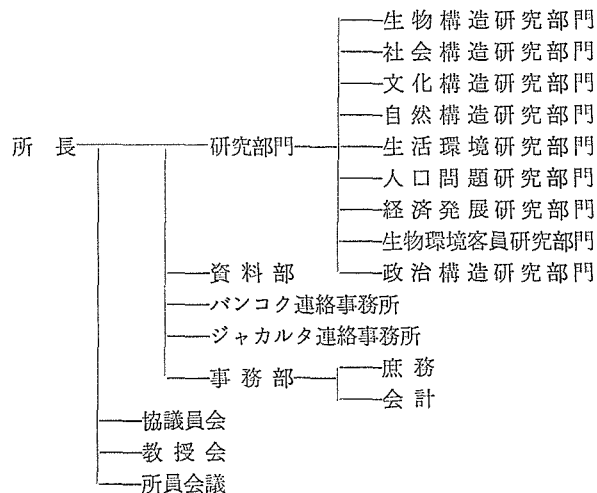 生物構造研究部門
社会構造研究部門
文化構造研究部門
自然構造研究部門
所長 研究部門 生活環境研究部門
人口問題研究部門
経済発展研究部門
生物環境客員研究部門
資料部 政治構造研究部門
バンコク連絡事務所
ジャカルタ連絡事務所
庶務
事務部
会計
協議員会
教授会
所員会議